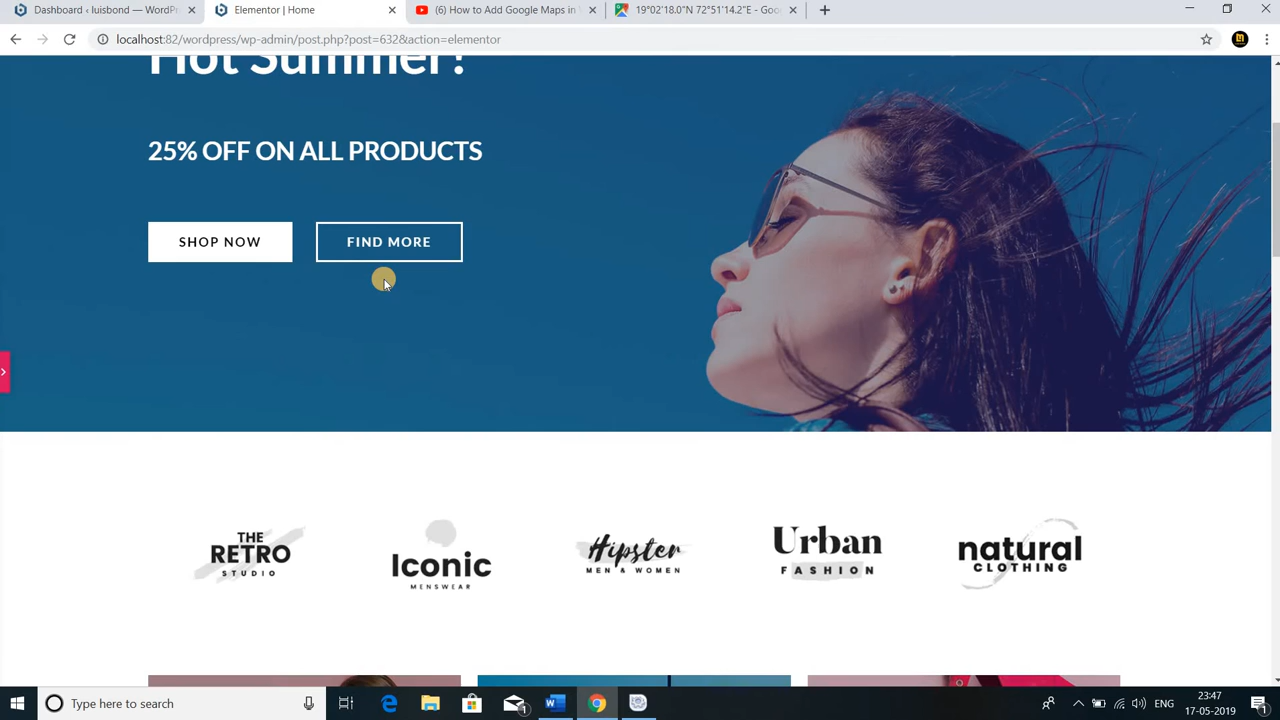 Dashboard ‹ luisbond — WordPr
Elementor | Home
(6) How to Add Google Maps in
19°02'18.0"N 72°51'14.2"E - Goo
localhost:82/wordpress/wp-admin/post.php?post=632&action=elementor
Hot Summer!
25% OFF ON ALL PRODUCTS
SHOP NOW
FIND MORE
THE
RETRO
STUDIO
Iconic
MENSWEAR
Hipster
MEN & WOMEN
Urban
FASHION
natural
CLOTHING
Type here to search
1
ENG
23:47
17-05-2019
1